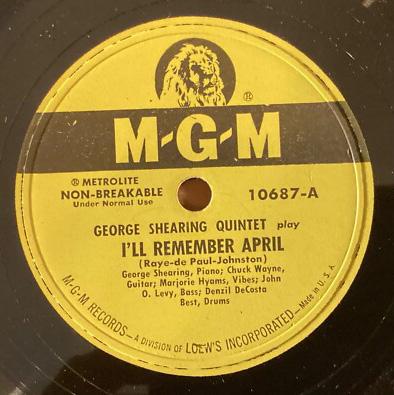 ®
M-G-M
® METROLITE
NON-BREAKABLE
Under Normal Use
10687-A
GEORGE SHEARING QUINTET play
I'LL REMEMBER APRIL
(Raye-de Paul-Johnston)
George Shearing, Piano; Chuck Wayne,
Guitar; Marjorie Hyams, Vibes; John
O. Levy, Bass; Denzil DeCosta
Best, Drums
M-G-M RECORDS - A DIVISION OF LOEW'S INCORPORATED - Made in U. S. A.